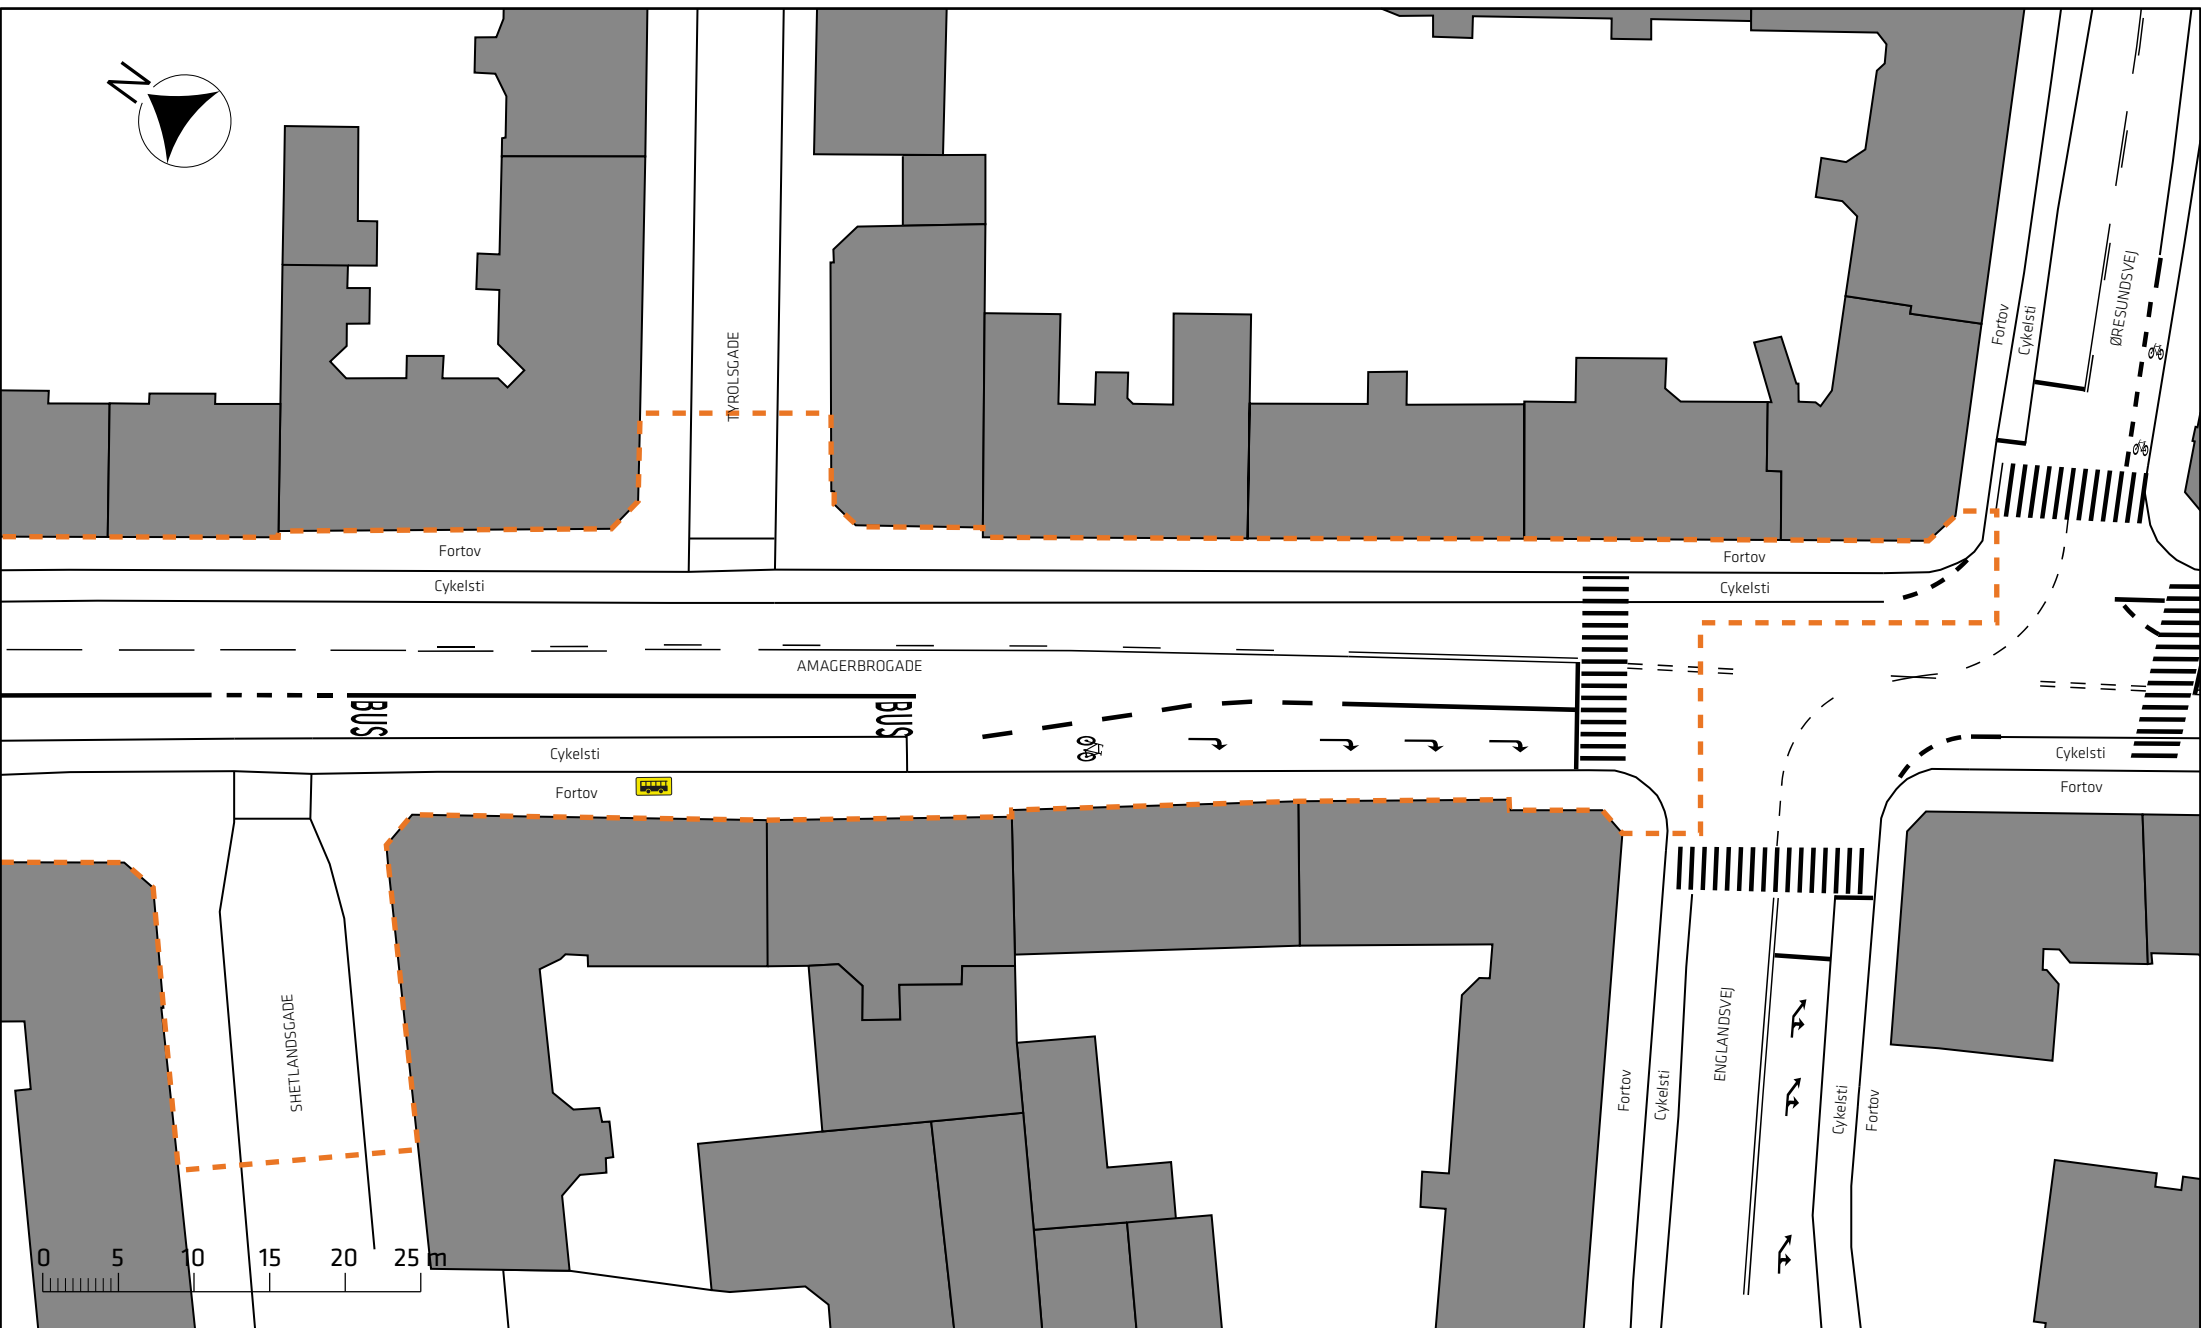 N
TYROLSGADE
ØRESUNDSVEJ
Fortov
Cykelsti
Fortov
Cykelsti
Fortov
Cykelsti
AMAGERBROGADE
BUS
BUS
Cykelsti
Fortov
Cykelsti
Fortov
SHETLANDSGADE
ENGLANDSVEJ
Fortov
Cykelsti
Cykelsti
Fortov
0 5 10 15 20 25 m